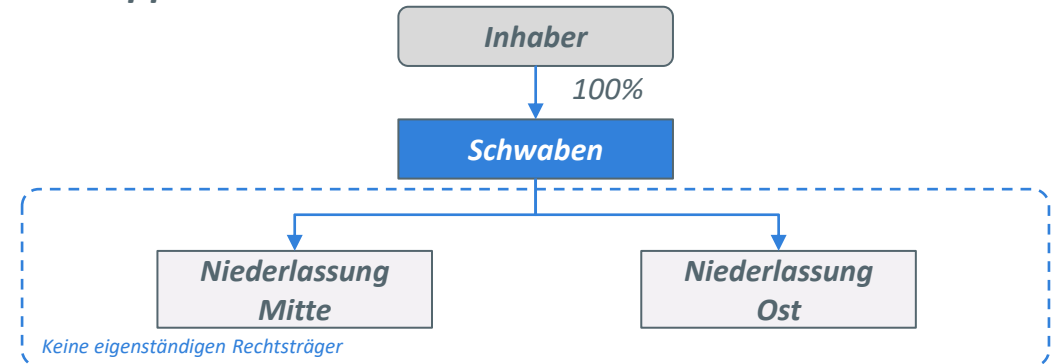 Inhaber
100%
Schwaben
Niederlassung
Mitte
Niederlassung
Ost
Keine eigenständigen Rechtsträger